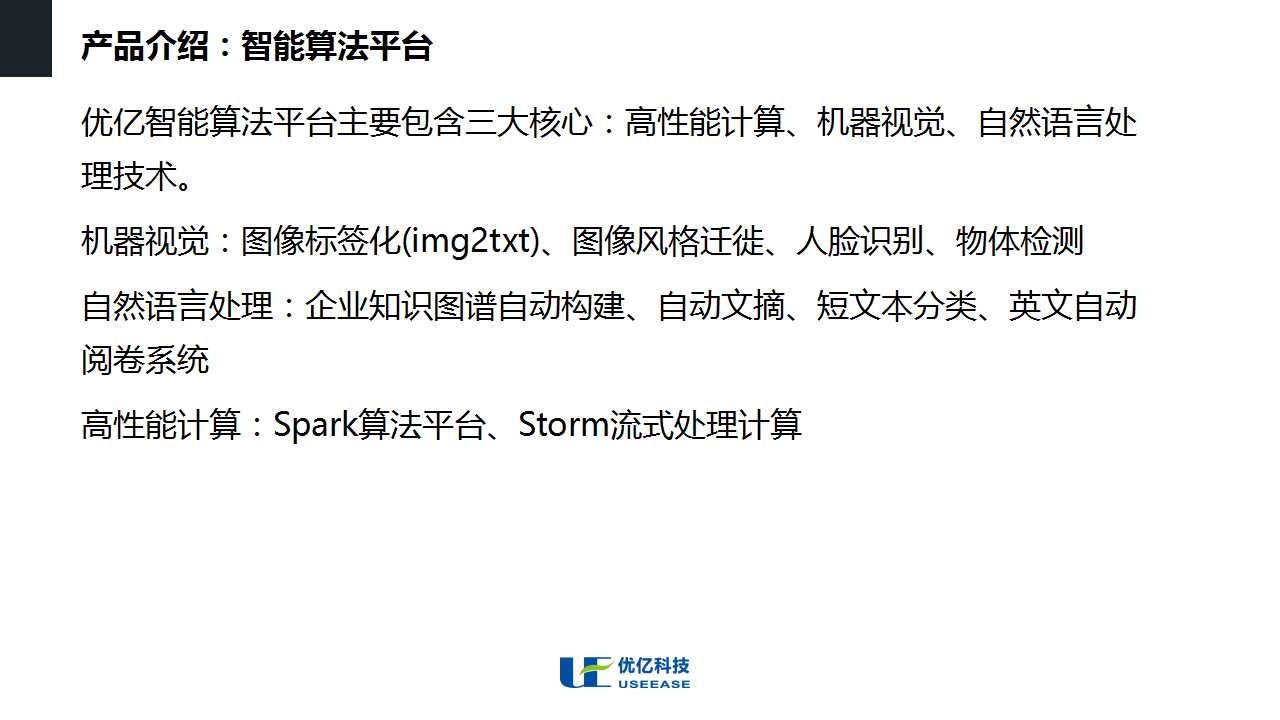 产品介绍：智能算法平台
优亿智能算法平台主要包含三大核心：高性能计算、机器视觉、自然语言处
理技术。
机器视觉：图像标签化(img2txt)、图像风格迁徙、人脸识别、物体检测
自然语言处理：企业知识图谱自动构建、自动文摘、短文本分类、英文自动
阅卷系统
高性能计算：Spark算法平台、Storm流式处理计算
UE 优亿科技
USEEASE